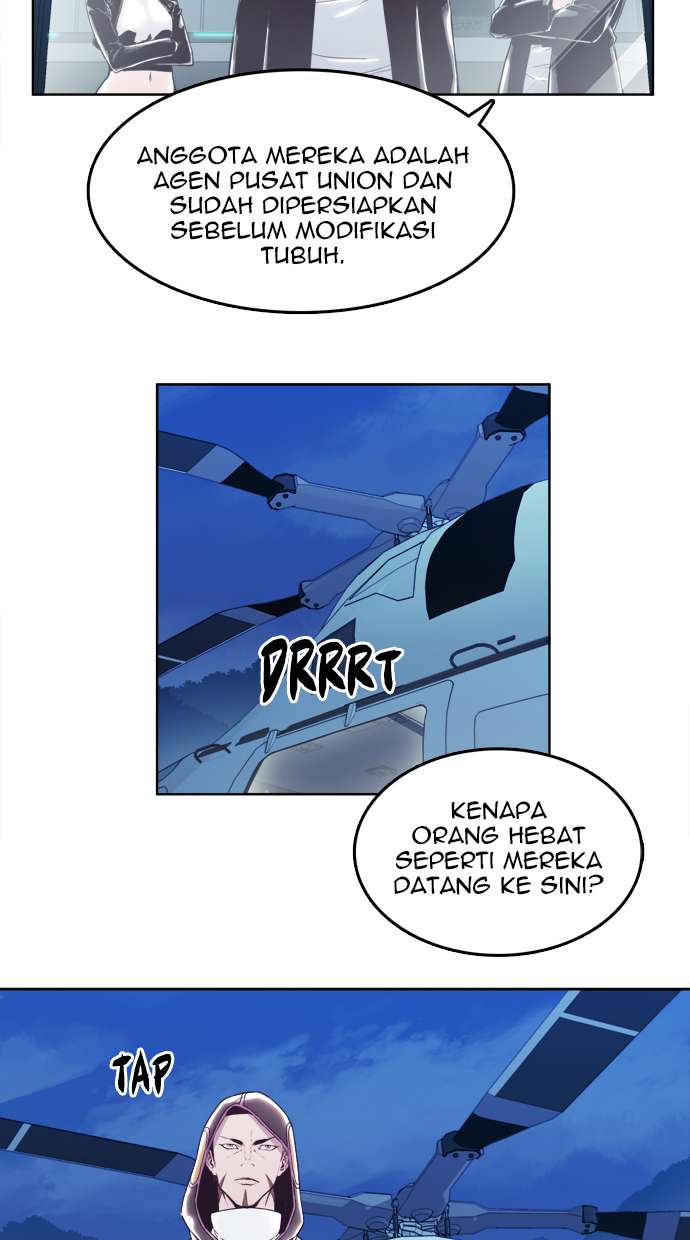 ANGGOTA MEREKA ADALAH
AGEN PUSAT UNION DAN
SUDAH DIPERSIAPKAN
SEBELUM MODIFIKASI
TUBUH.
DRRRT
KENAPA
ORANG HEBAT
SEPERTI MEREKA
DATANG KE SINI?
TAP